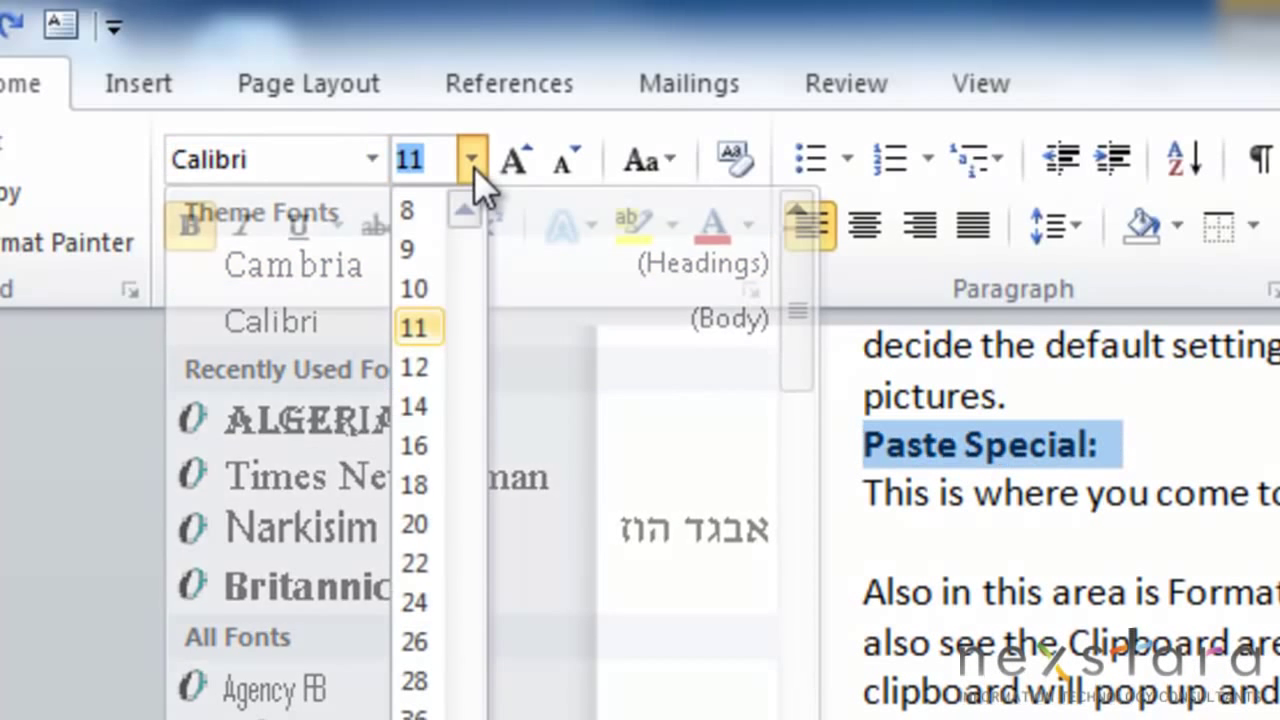 Insert Page Layout References Mailings Review View
Calibri 11 A A Aa
B
Format Painter
Paragraph
Theme Fonts
Cambria (Headings)
Calibri (Body)
Recently Used Fo
ALGERIA
Times Ne man
Narkisim אבגד הוז
Britannic
All Fonts
Agency FB
8
9
10
11
12
14
16
18
20
22
24
26
28
36
decide the default setting
pictures.
Paste Special:
This is where you come to
Also in this area is Format
also see the Clipboard are
clipboard will pop up and
nexstara
INFORMATION TECHNOLOGY CONSULTANTS